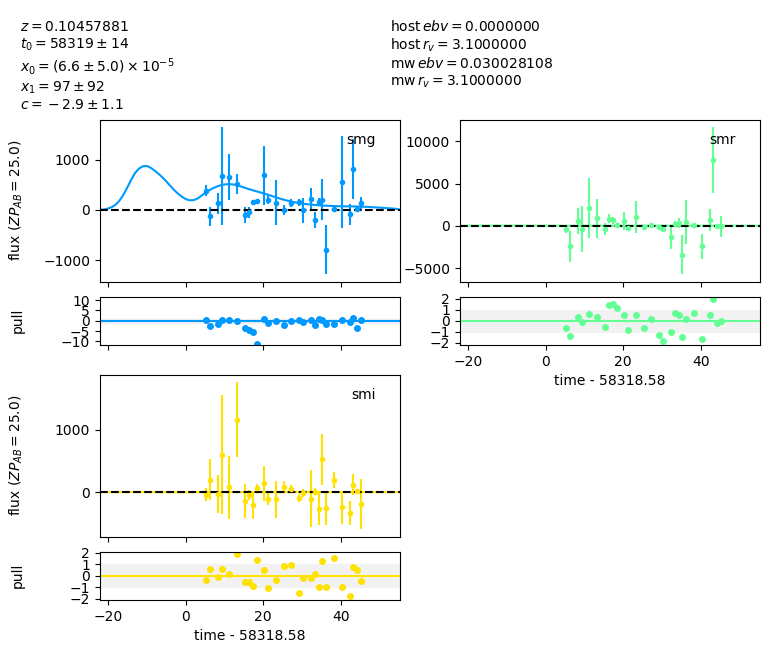 z = 0.10457881
t₀ = 58319 ± 14
x₀ = (6.6 ± 5.0) × 10⁻⁵
x₁ = 97 ± 92
c = −2.9 ± 1.1
host ebv = 0.0000000
host r_v = 3.1000000
mw ebv = 0.030028108
mw r_v = 3.1000000
smg
flux (ZP_AB = 25.0)
1000
0
−1000
smr
10000
5000
0
−5000
pull
10
5
0
−5
−10
2
1
0
−1
−2
−20 0 20 40
time - 58318.58
smi
flux (ZP_AB = 25.0)
1000
0
pull
2
1
0
−1
−2
−20 0 20 40
time - 58318.58